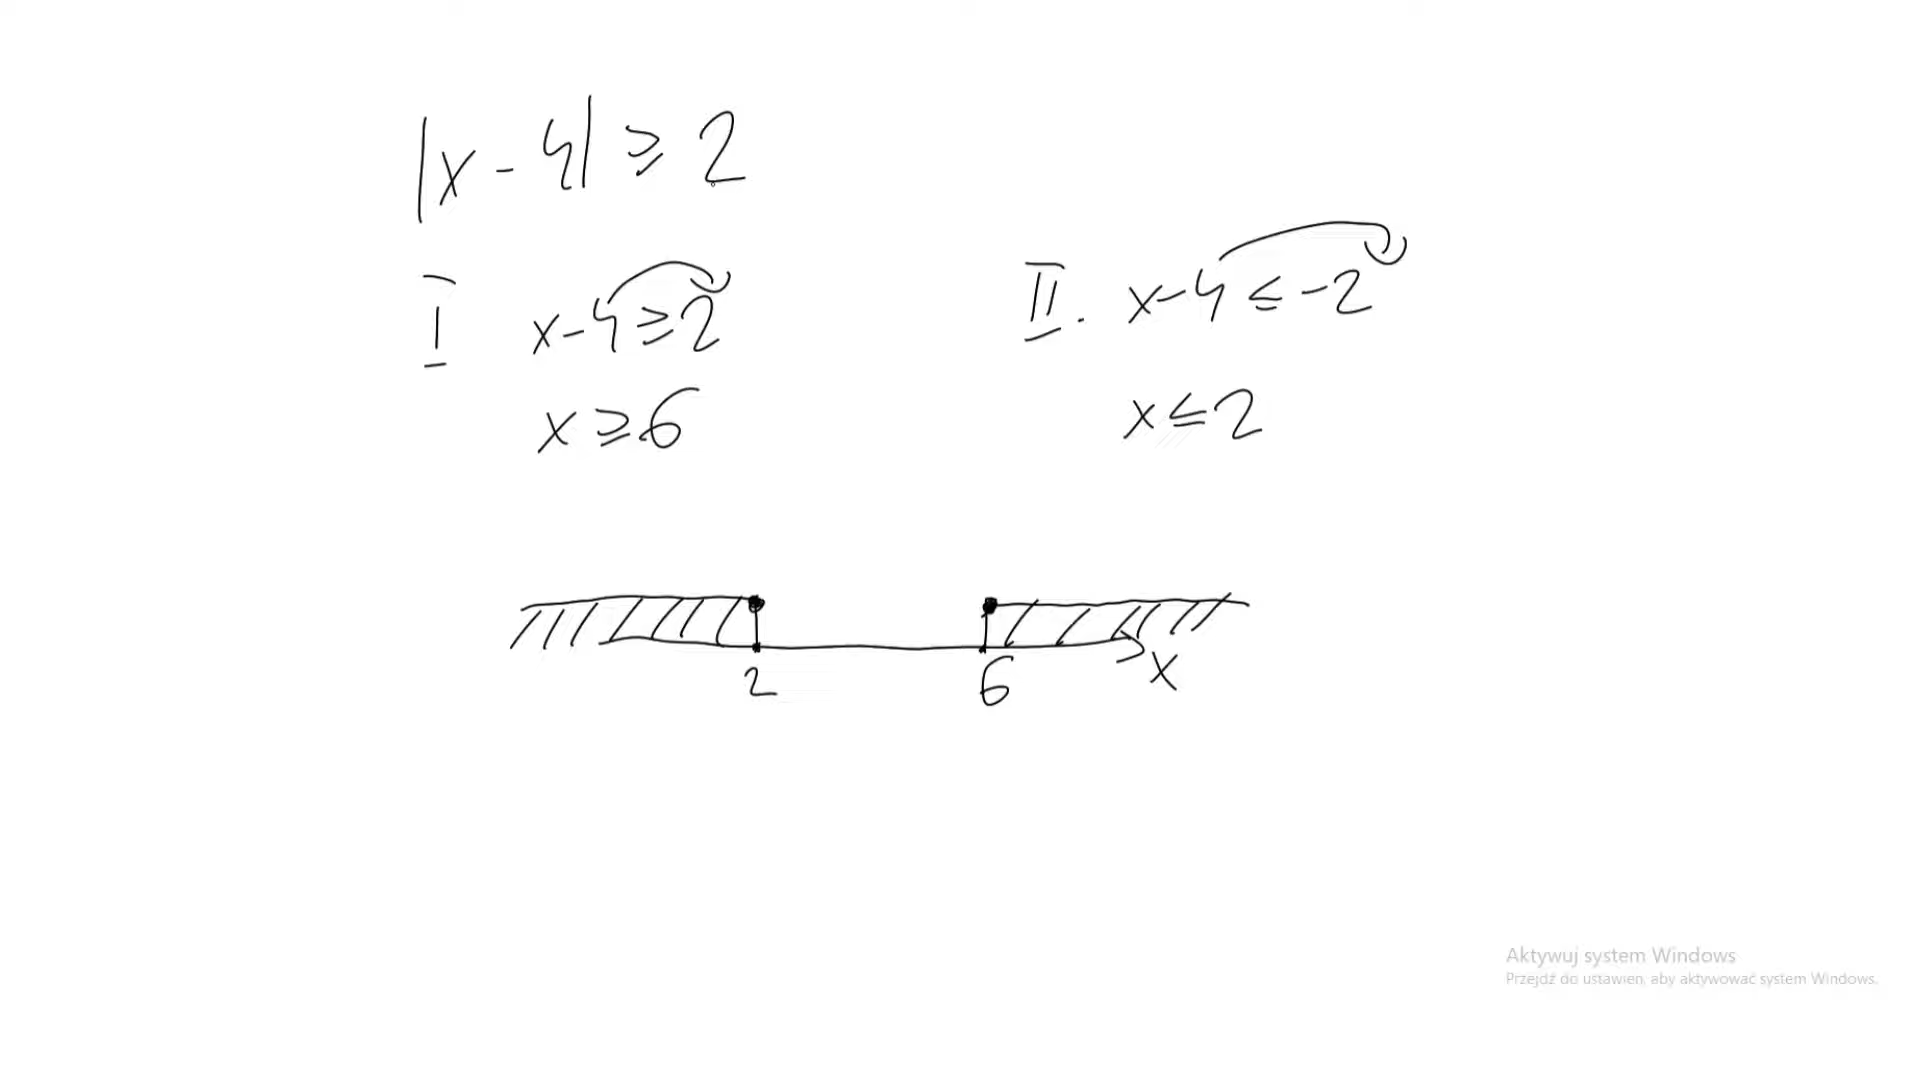 |x - 4| ≥ 2
I x - 4 ≥ 2
x ≥ 6
II. x - 4 ≤ -2
x ≤ 2
2 6 x
Aktywuj system Windows
Przejdź do ustawień, aby aktywować system Windows.